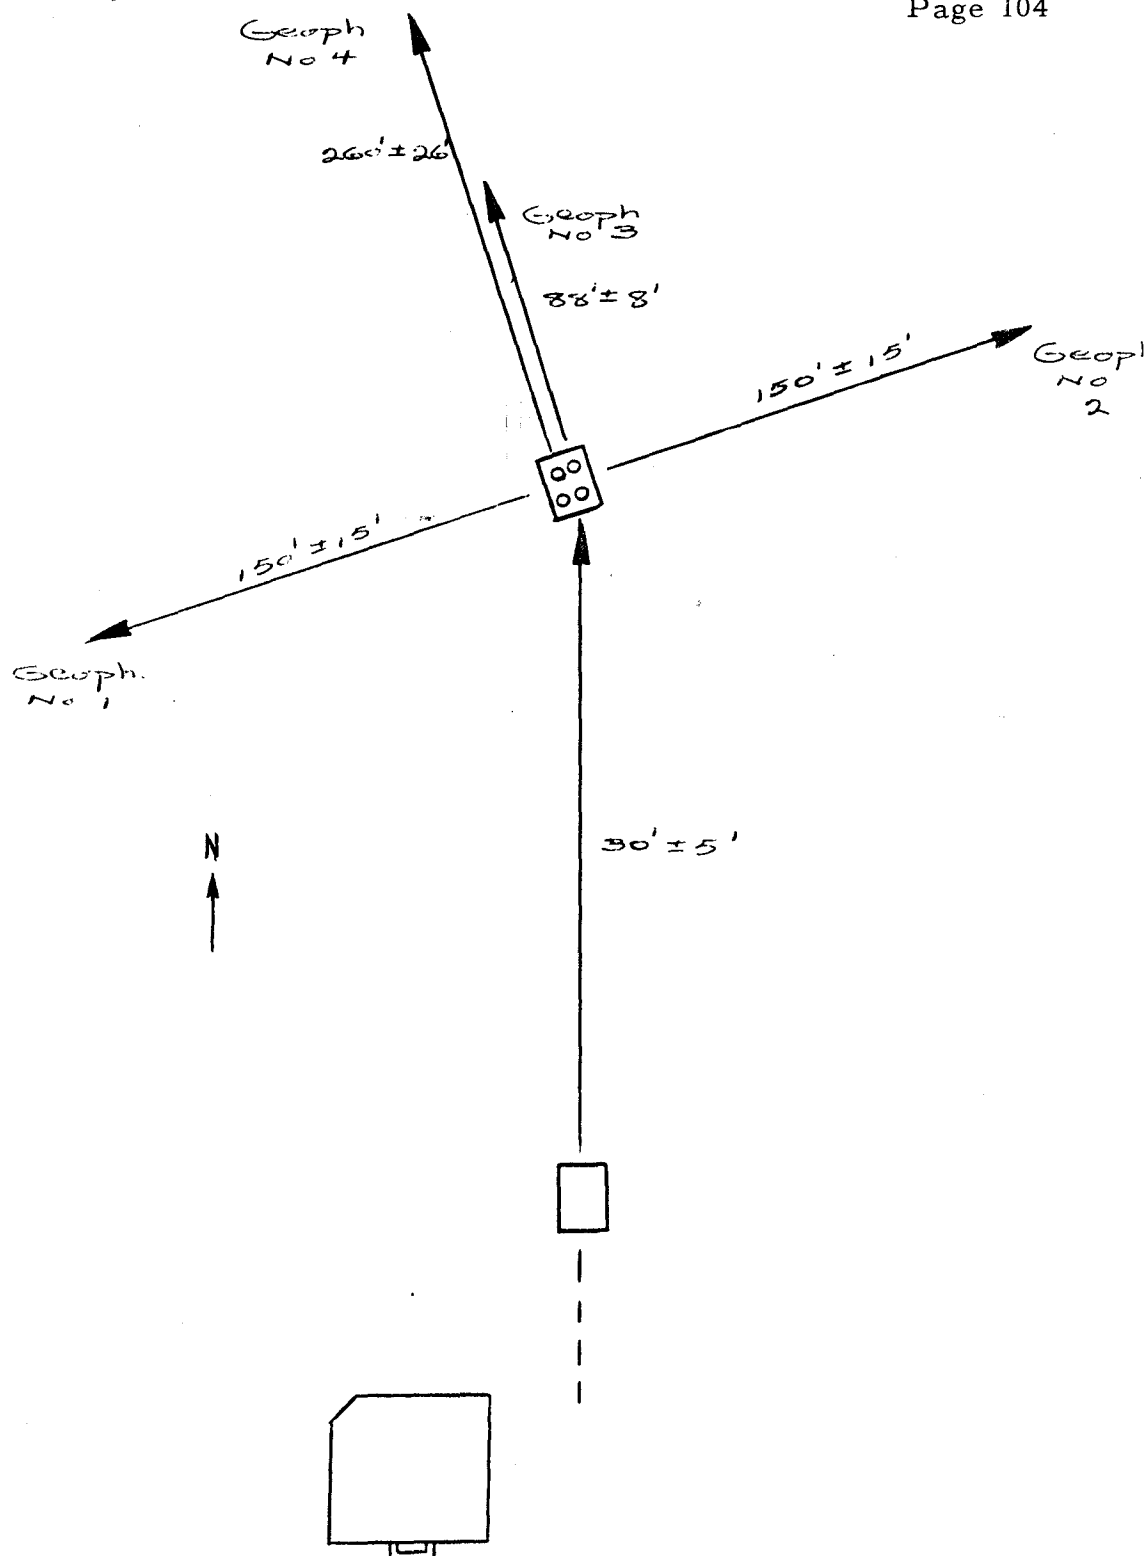 Page 104
Geoph
No 4
260' ± 26'
Geoph
No 3
88' ± 8'
150' ± 15'
Geoph
No
2
150' ± 15'
Geoph.
No 1
N
30' ± 5'